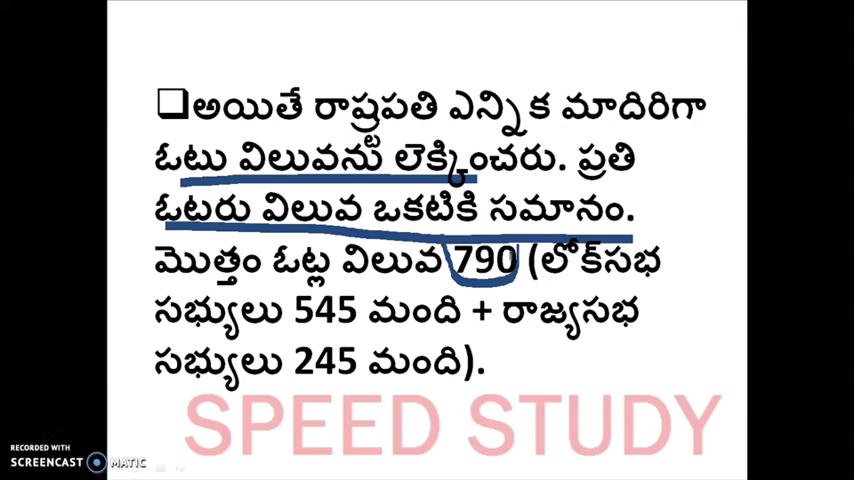 ❑అయితే రాష్ట్రపతి ఎన్నిక మాదిరిగా
ఓటు విలువను లెక్కించరు. ప్రతి
ఓటరు విలువ ఒకటికి సమానం.
మొత్తం ఓట్ల విలువ 790 (లోక్‌సభ
సభ్యులు 545 మంది + రాజ్యసభ
సభ్యులు 245 మంది).
SPEED STUDY
RECORDED WITH
SCREENCAST MATIC